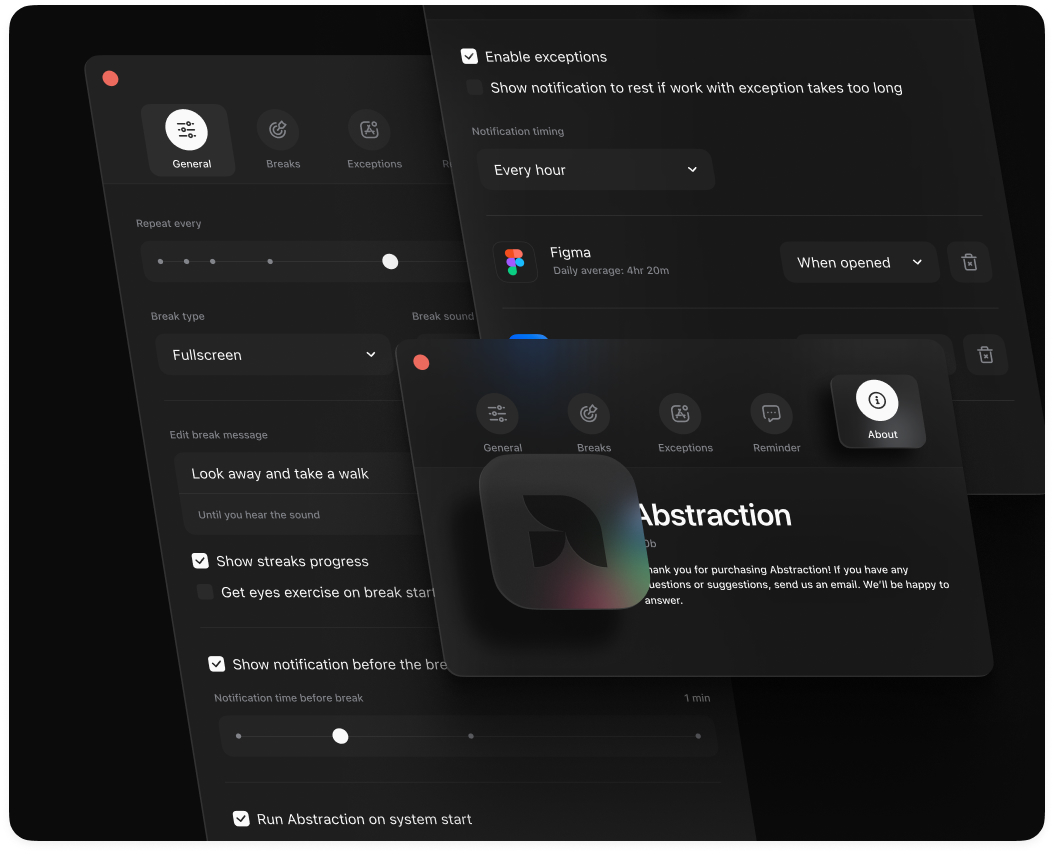 General
Breaks
Exceptions
Repeat every
Break type
Break sound
Fullscreen
Edit break message
Look away and take a walk
Until you hear the sound
Show streaks progress
Get eyes exercise on break start
Show notification before the bre
Notification time before break
1 min
Run Abstraction on system start
Enable exceptions
Show notification to rest if work with exception takes too long
Notification timing
Every hour
Figma
Daily average: 4hr 20m
When opened
General
Breaks
Exceptions
Reminder
About
Abstraction
0b
hank you for purchasing Abstraction! If you have any
uestions or suggestions, send us an email. We'll be happy to
answer.